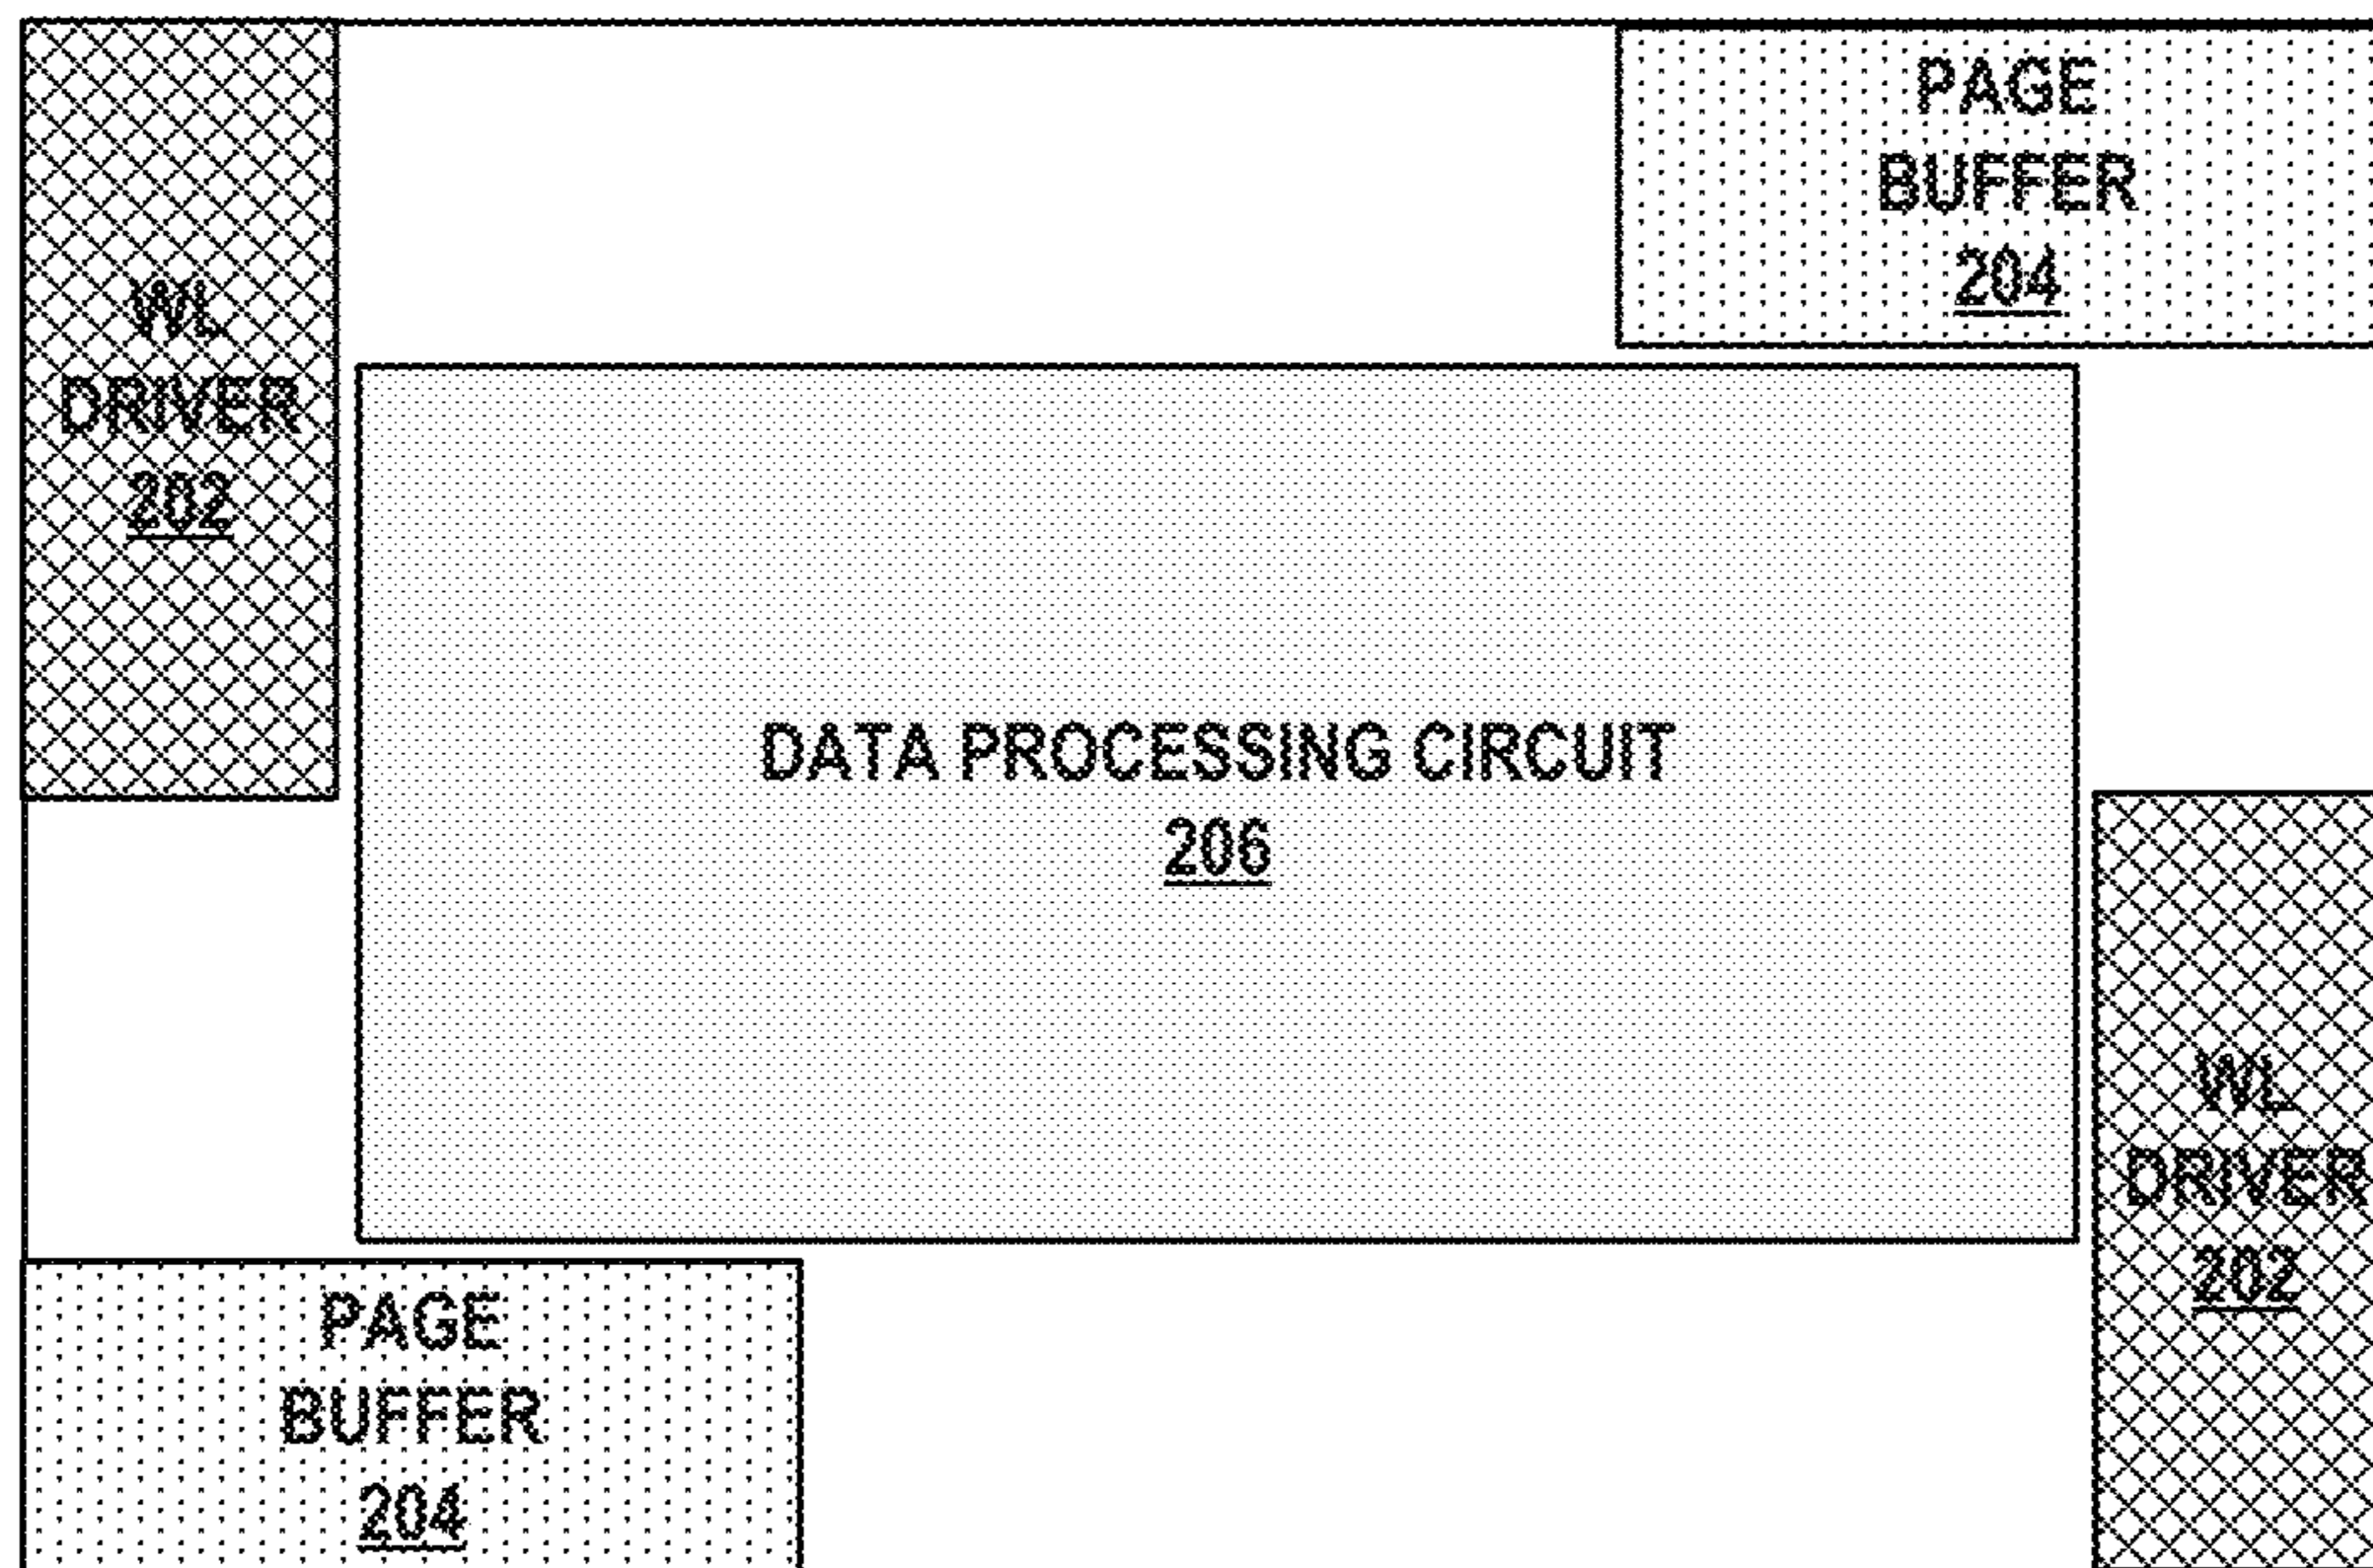 PAGE
BUFFER
204
WL
DRIVER
202
DATA PROCESSING CIRCUIT
206
WL
DRIVER
202
PAGE
BUFFER
204